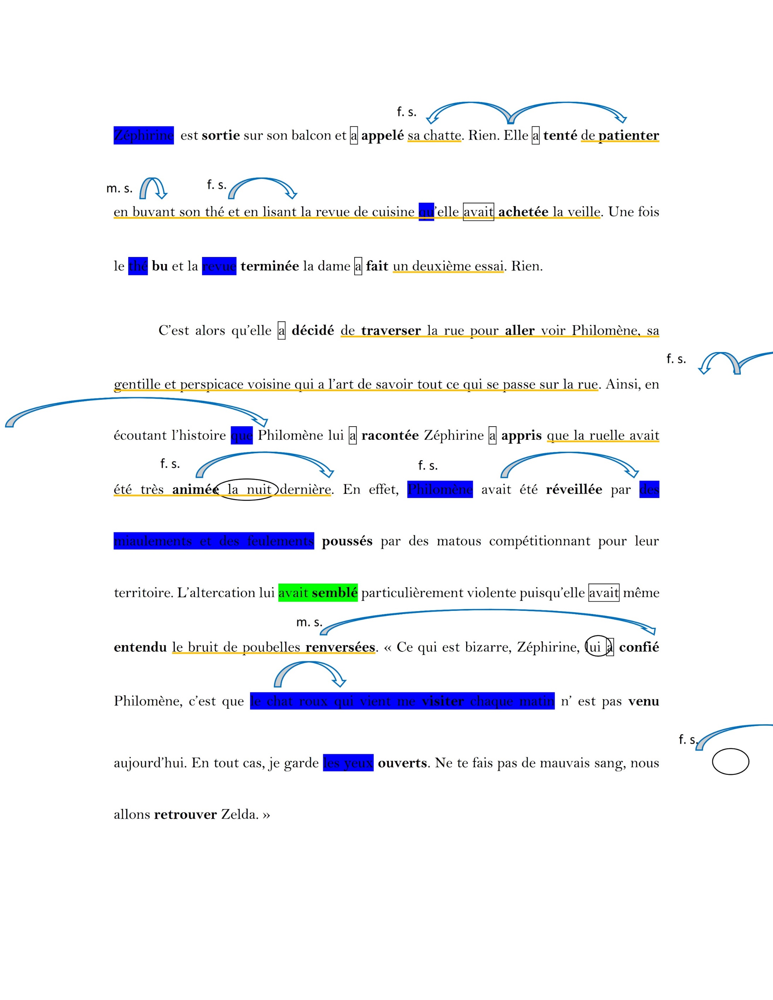 f. s.
Zéphirine est sortie sur son balcon et a appelé sa chatte. Rien. Elle a tenté de patienter
m. s. f. s.
en buvant son thé et en lisant la revue de cuisine qu’elle avait achetée la veille. Une fois
le thé bu et la revue terminée la dame a fait un deuxième essai. Rien.
C’est alors qu’elle a décidé de traverser la rue pour aller voir Philomène, sa
f. s.
gentille et perspicace voisine qui a l’art de savoir tout ce qui se passe sur la rue. Ainsi, en
écoutant l’histoire que Philomène lui a racontée Zéphirine a appris que la ruelle avait
f. s. f. s.
été très animée la nuit dernière. En effet, Philomène avait été réveillée par des
miaulements et des feulements poussés par des matous compétitionnant pour leur
territoire. L’altercation lui avait semblé particulièrement violente puisqu’elle avait même
m. s.
entendu le bruit de poubelles renversées. « Ce qui est bizarre, Zéphirine, lui a confié
Philomène, c’est que le chat roux qui vient me visiter chaque matin n’ est pas venu
f. s.
aujourd’hui. En tout cas, je garde les yeux ouverts. Ne te fais pas de mauvais sang, nous
allons retrouver Zelda. »